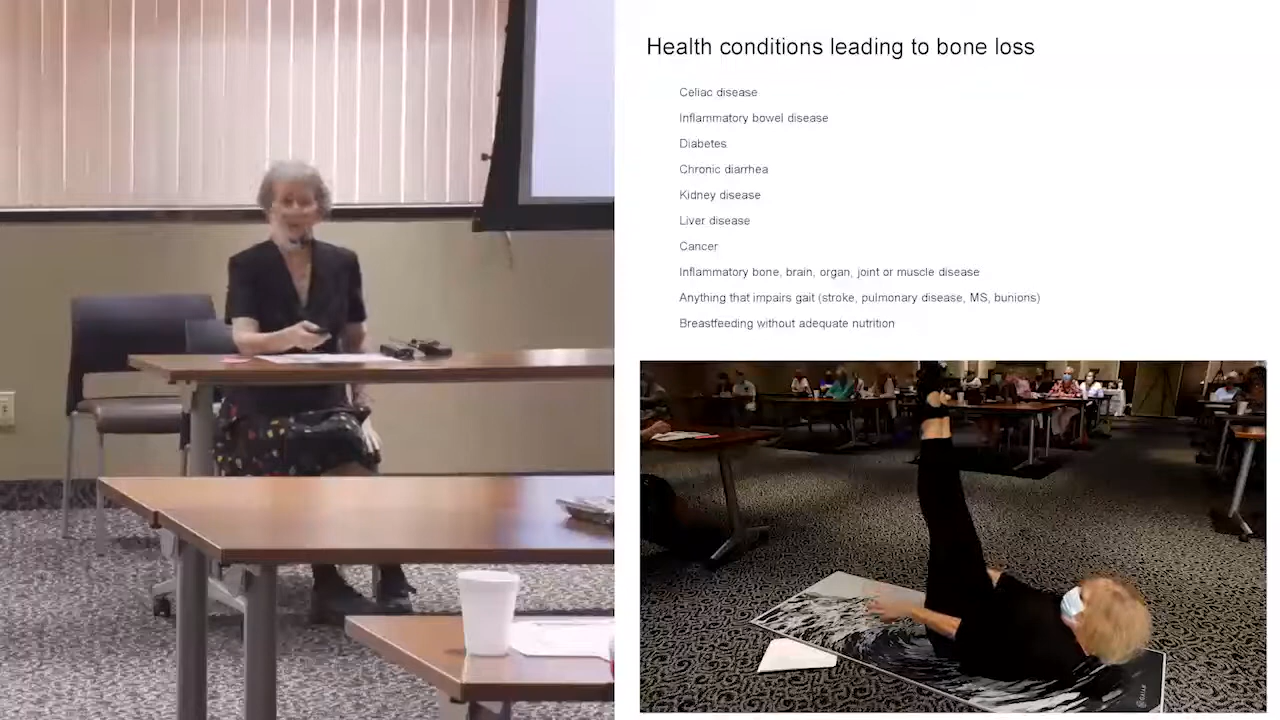 Health conditions leading to bone loss
Celiac disease
Inflammatory bowel disease
Diabetes
Chronic diarrhea
Kidney disease
Liver disease
Cancer
Inflammatory bone, brain, organ, joint or muscle disease
Anything that impairs gait (stroke, pulmonary disease, MS, bunions)
Breastfeeding without adequate nutrition